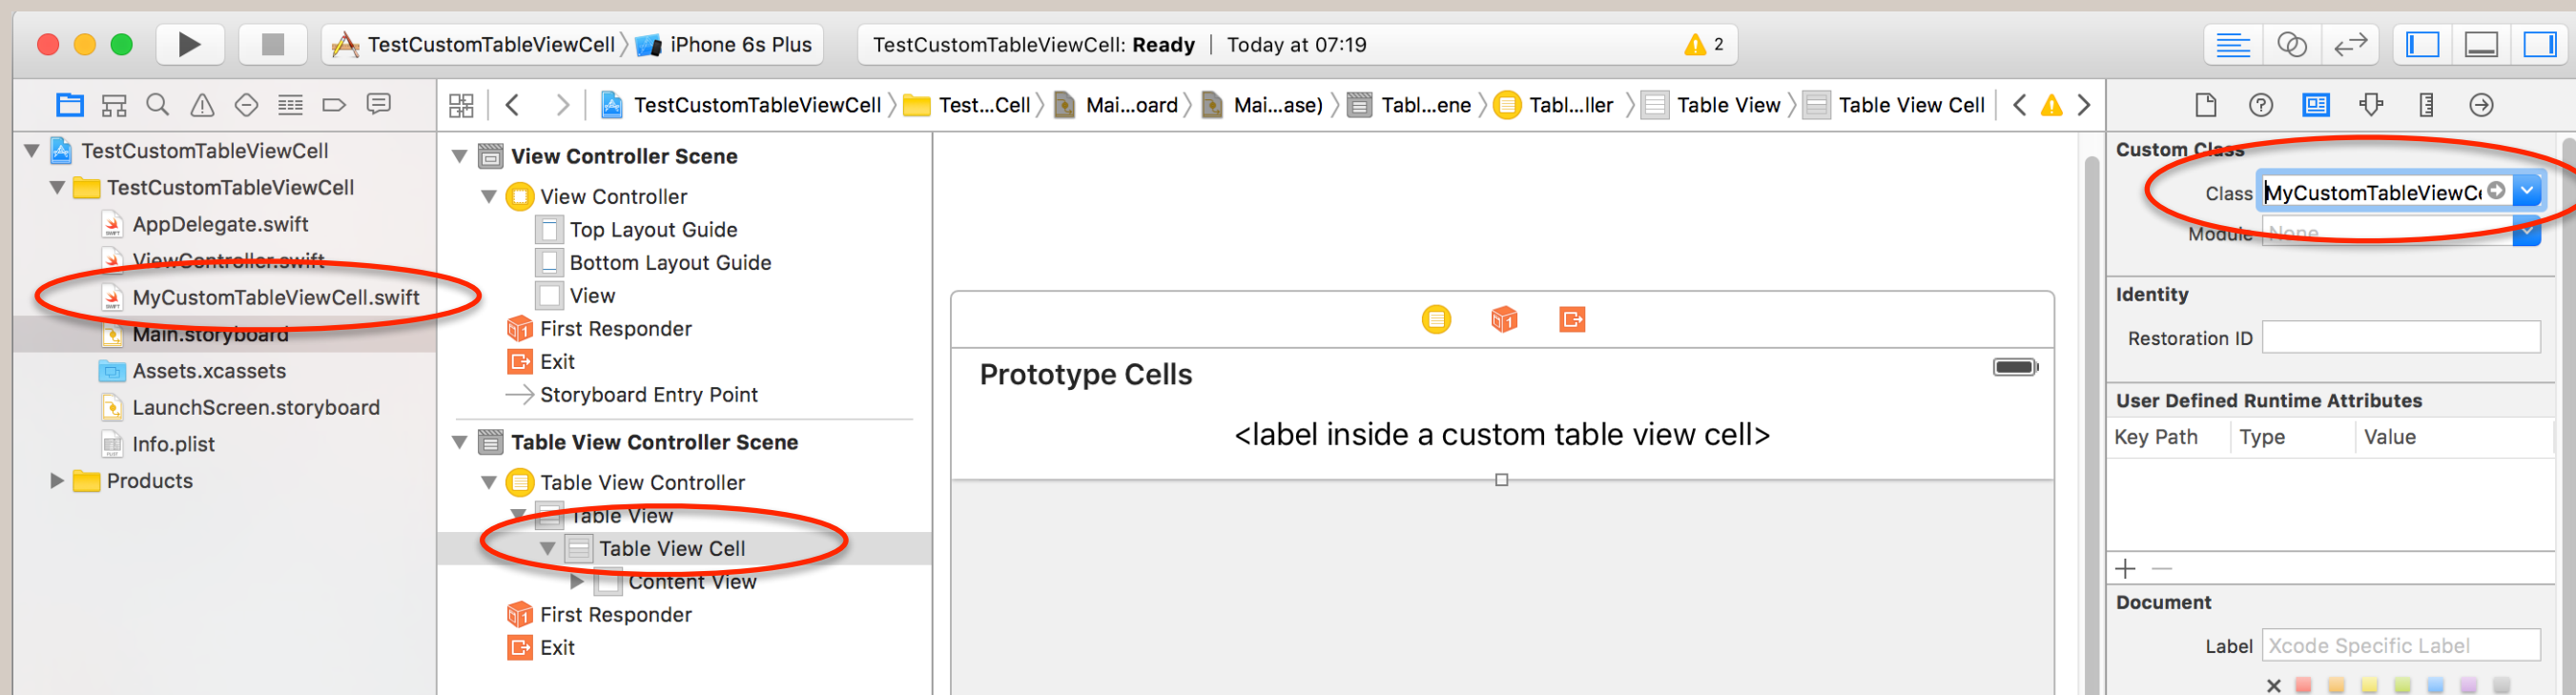 TestCustomTableViewCell
iPhone 6s Plus
TestCustomTableViewCell: Ready
Today at 07:19
2
TestCustomTableViewCell
Test...Cell
Mai...oard
Mai...ase)
Tabl...ene
Tabl...ller
Table View
Table View Cell
TestCustomTableViewCell
TestCustomTableViewCell
AppDelegate.swift
ViewController.swift
MyCustomTableViewCell.swift
Main.storyboard
Assets.xcassets
LaunchScreen.storyboard
Info.plist
Products
View Controller Scene
View Controller
Top Layout Guide
Bottom Layout Guide
View
First Responder
Exit
Storyboard Entry Point
Table View Controller Scene
Table View Controller
Table View
Table View Cell
Content View
First Responder
Exit
Prototype Cells
<label inside a custom table view cell>
Custom Class
Class MyCustomTableViewCe
Module None
Identity
Restoration ID
User Defined Runtime Attributes
Key Path Type Value
Document
Label Xcode Specific Label